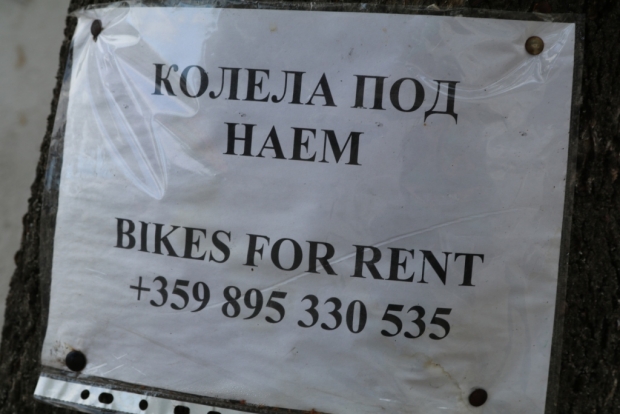 КОЛЕЛА ПОД
НАЕМ
BIKES FOR RENT
+359 895 330 535